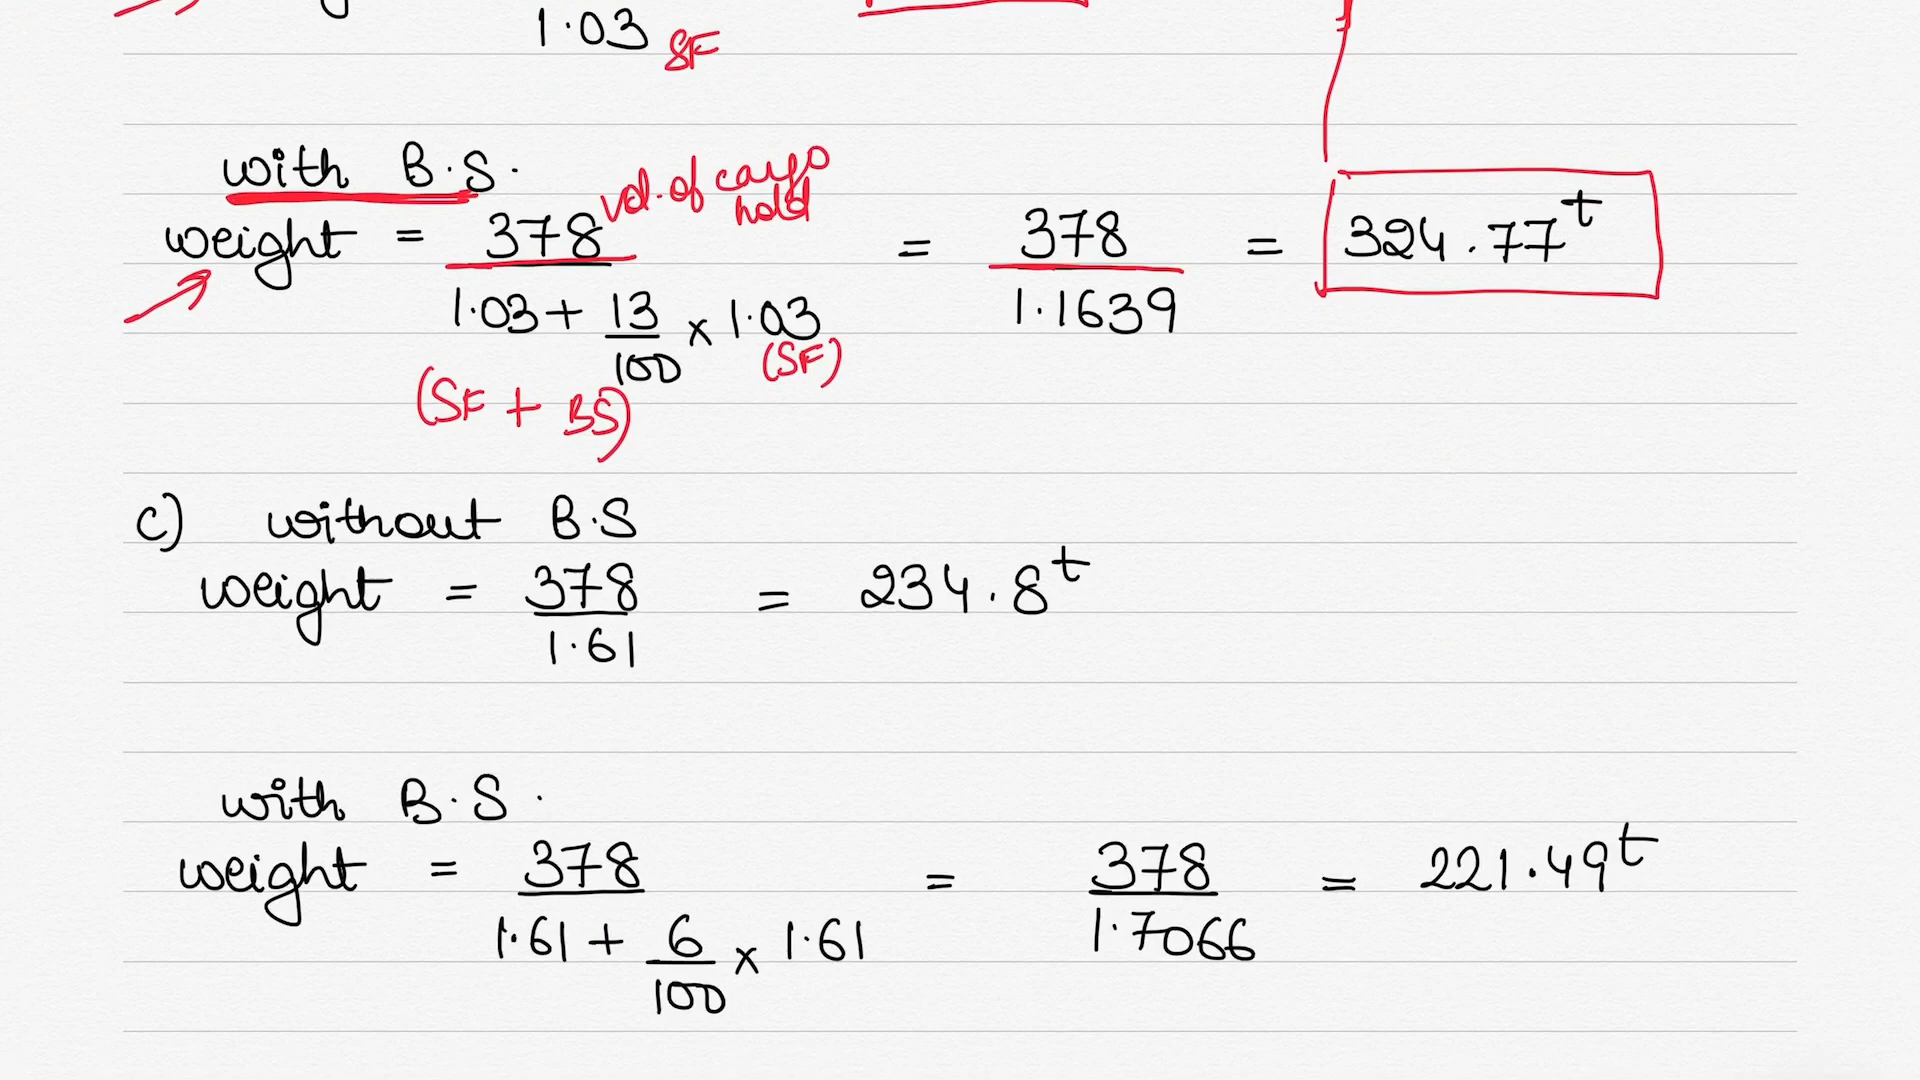 1.03 SF
with B.S.
weight = 378 vol. of cargo hold = 378 = 324.77t
1.03 + 13 x 1.03 1.1639
100 (SF)
(SF + BS)
c) without B.S
weight = 378 = 234.8t
1.61
with B.S.
weight = 378 = 378 = 221.49t
1.61 + 6 x 1.61 1.7066
100